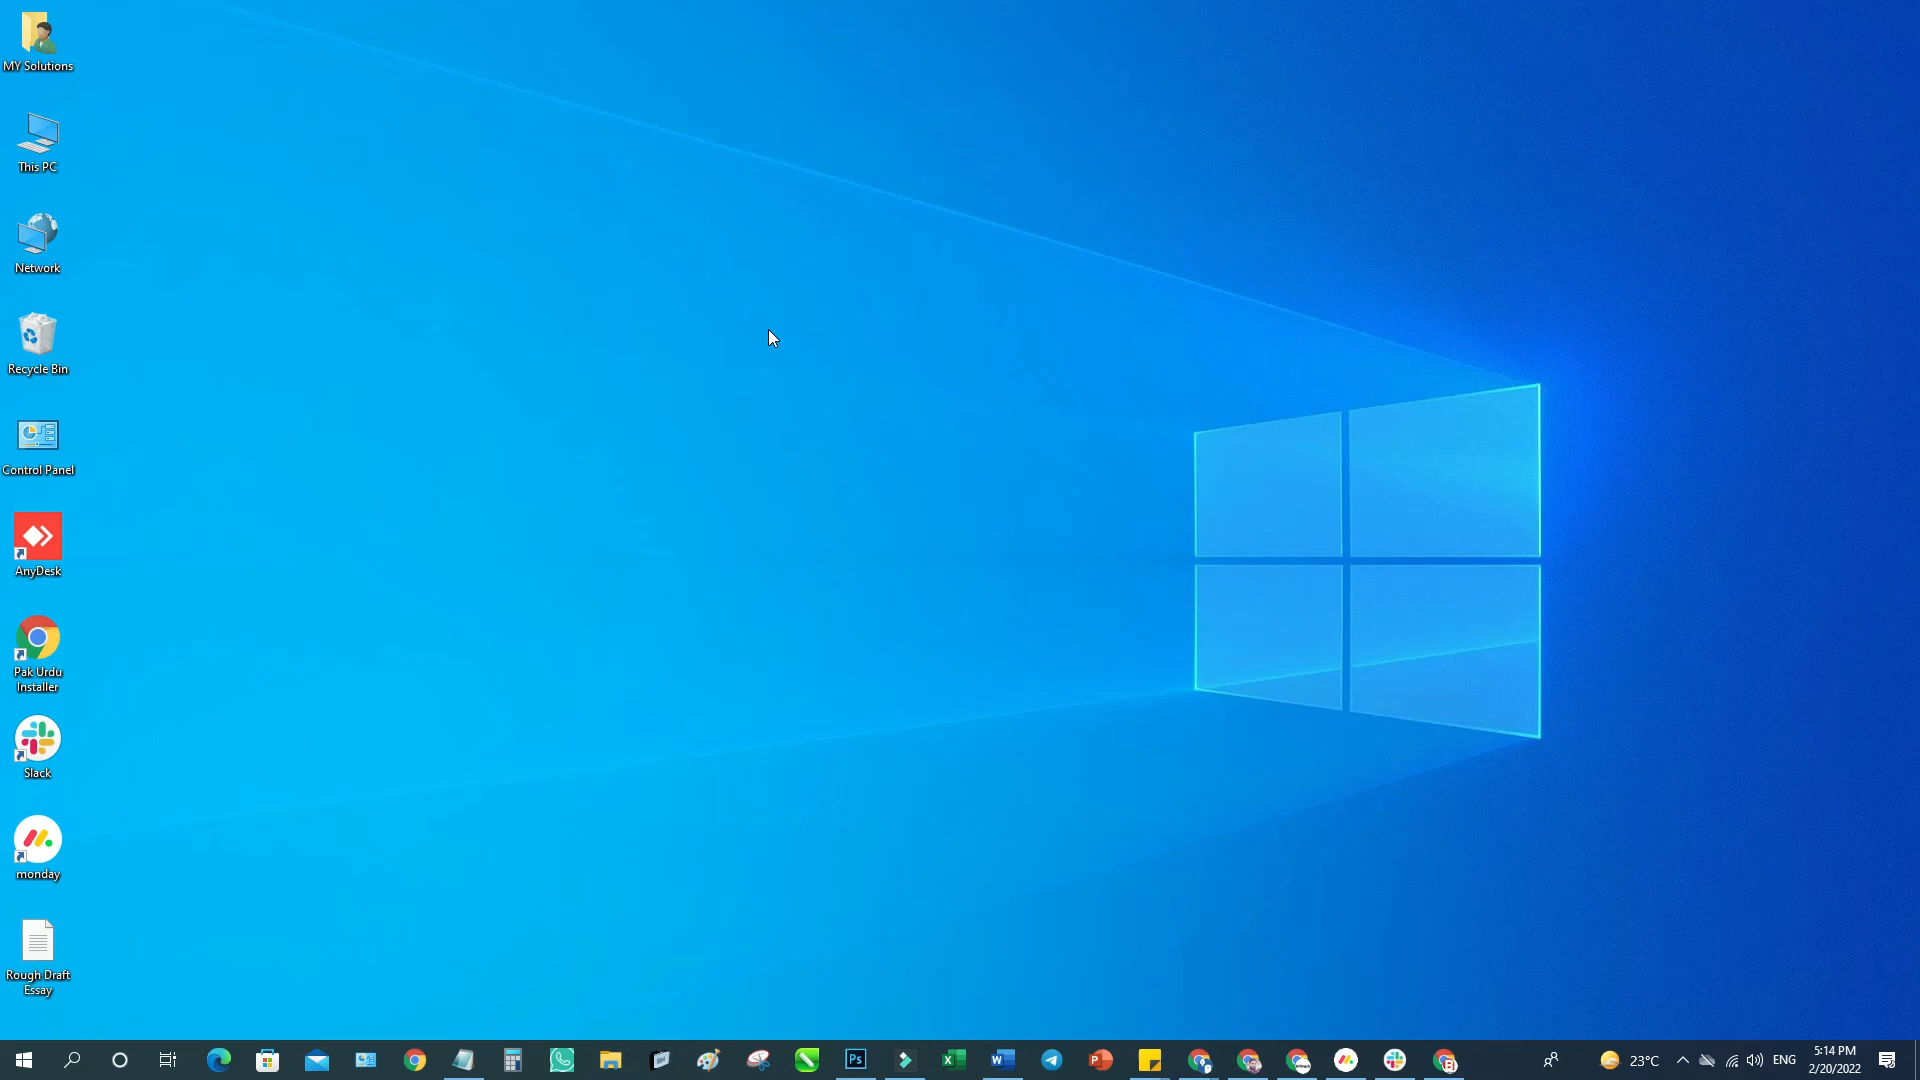 MY Solutions
This PC
Network
Recycle Bin
Control Panel
AnyDesk
Pak Urdu
Installer
Slack
monday
Rough Draft
Essay
Ps
X
W
P
B
23°C
ENG
5:14 PM
2/20/2022